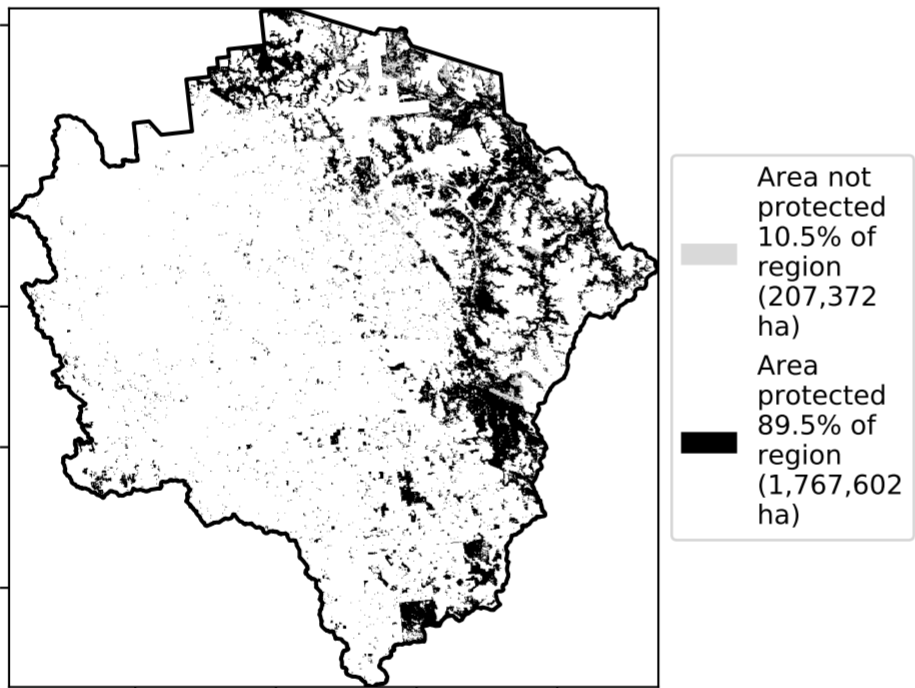 Area not
protected
10.5% of
region
(207,372
ha)
Area
protected
89.5% of
region
(1,767,602
ha)